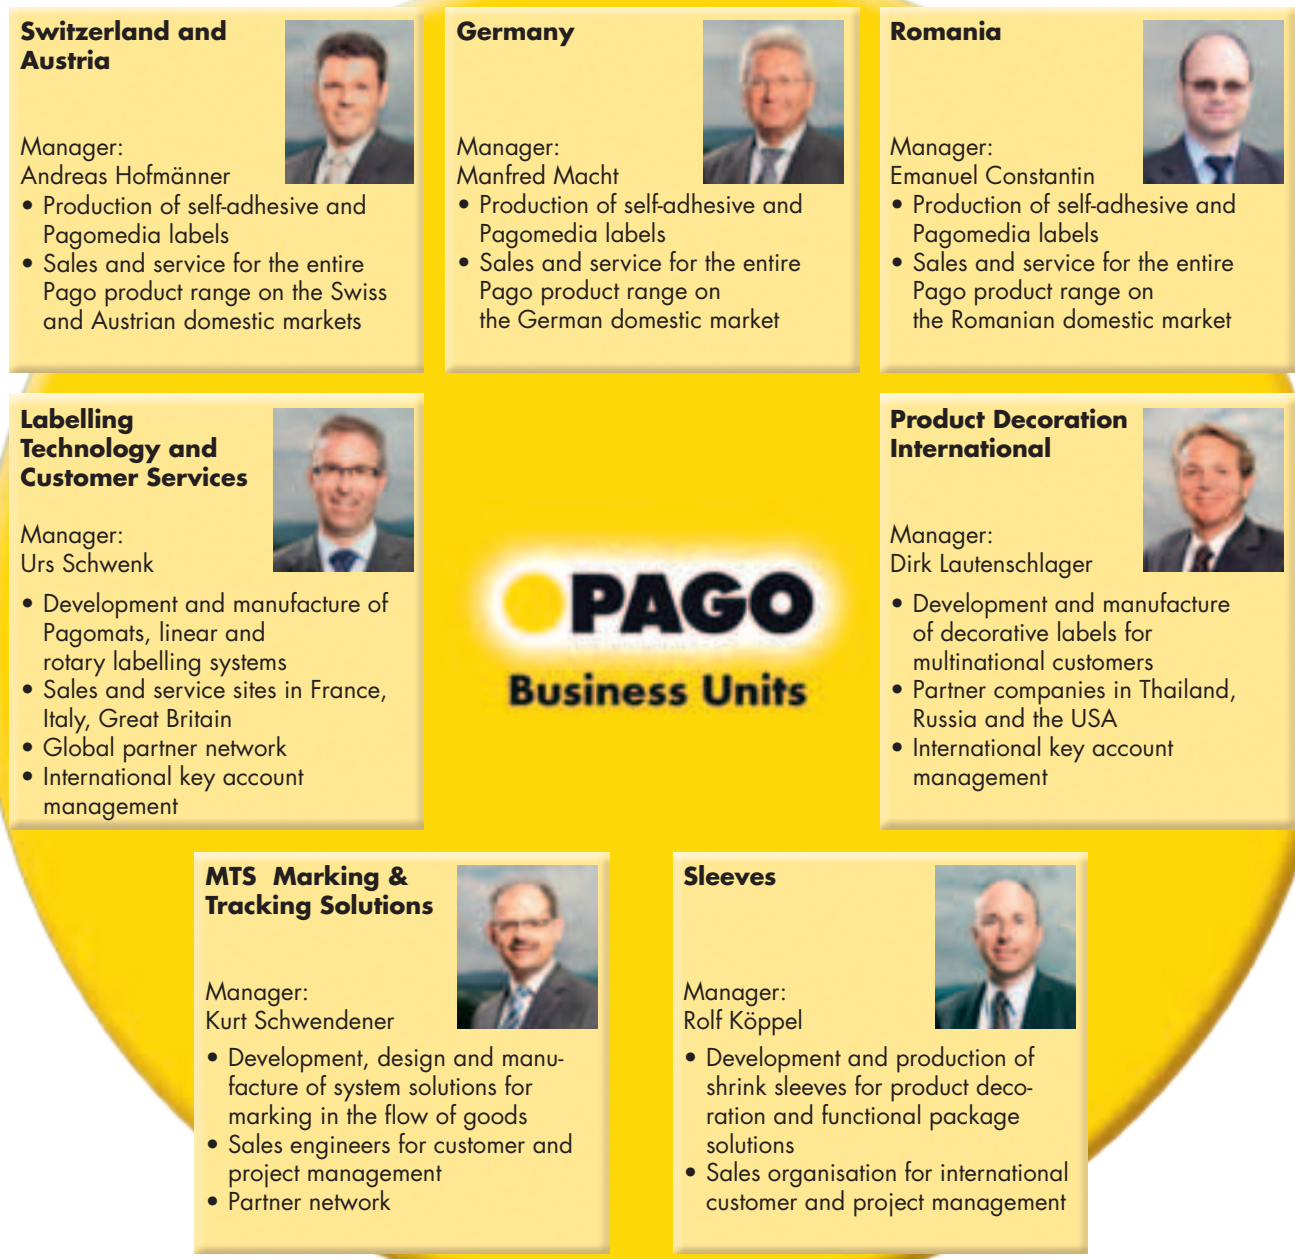 Switzerland and
Austria
Manager:
Andreas Hofmänner
• Production of self-adhesive and
Pagomedia labels
• Sales and service for the entire
Pago product range on the Swiss
and Austrian domestic markets
Germany
Manager:
Manfred Macht
• Production of self-adhesive and
Pagomedia labels
• Sales and service for the entire
Pago product range on
the German domestic market
Romania
Manager:
Emanuel Constantin
• Production of self-adhesive and
Pagomedia labels
• Sales and service for the entire
Pago product range on
the Romanian domestic market
Labelling
Technology and
Customer Services
Manager:
Urs Schwenk
• Development and manufacture of
Pagomats, linear and
rotary labelling systems
• Sales and service sites in France,
Italy, Great Britain
• Global partner network
• International key account
management
PAGO
Business Units
Product Decoration
International
Manager:
Dirk Lautenschlager
• Development and manufacture
of decorative labels for
multinational customers
• Partner companies in Thailand,
Russia and the USA
• International key account
management
MTS Marking &
Tracking Solutions
Manager:
Kurt Schwendener
• Development, design and manu-
facture of system solutions for
marking in the flow of goods
• Sales engineers for customer and
project management
• Partner network
Sleeves
Manager:
Rolf Köppel
• Development and production of
shrink sleeves for product deco-
ration and functional package
solutions
• Sales organisation for international
customer and project management